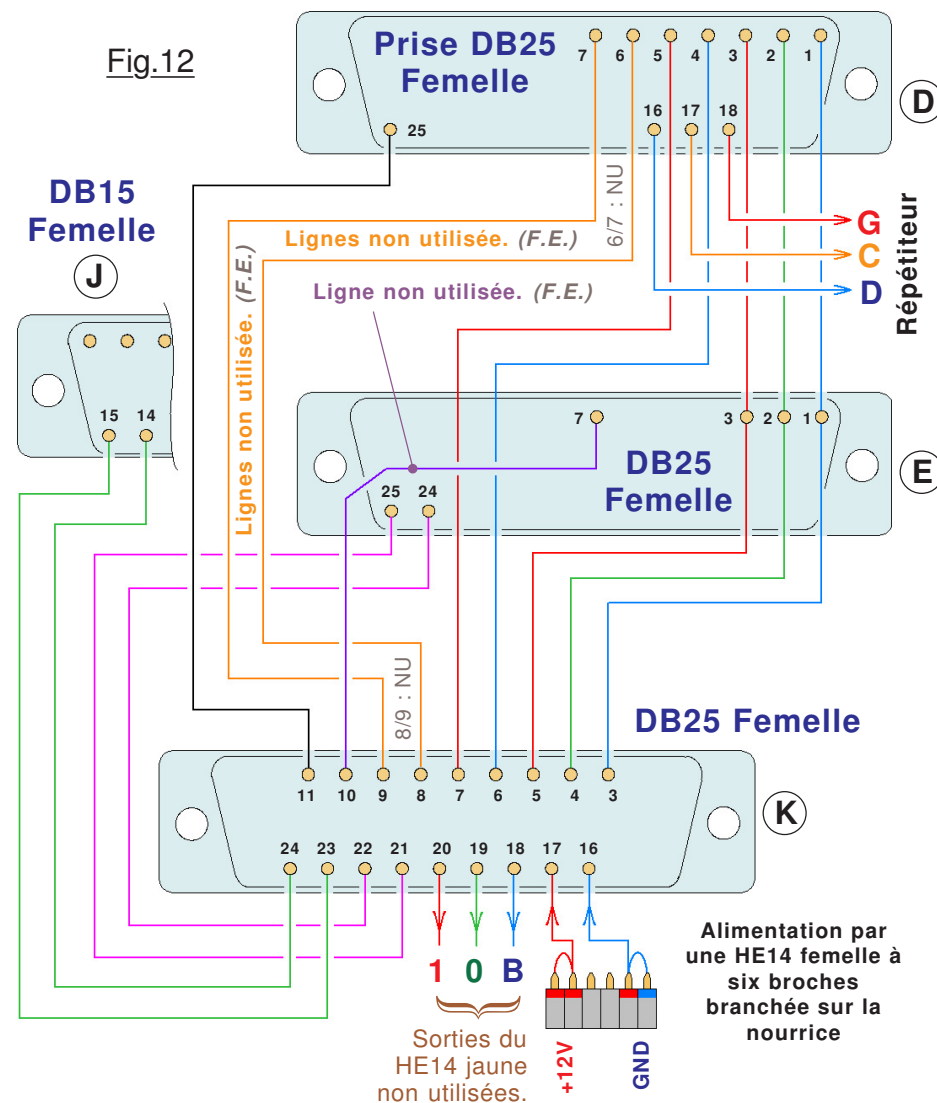 Fig.12
Prise DB25
Femelle
7 6 5 4 3 2 1
25
16 17 18
D
DB15
Femelle
J
6/7 : NU
Lignes non utilisée. (F.E.)
Lignes non utilisée. (F.E.)
Ligne non utilisée. (F.E.)
G
C
D
Répétiteur
15 14
7 3 2 1
DB25
Femelle
25 24
E
8/9 : NU
DB25 Femelle
11 10 9 8 7 6 5 4 3
K
24 23 22 21 20 19 18 17 16
1 0 B
Sorties du
HE14 jaune
non utilisées.
+12V
GND
Alimentation par
une HE14 femelle à
six broches
branchée sur la
nourrice